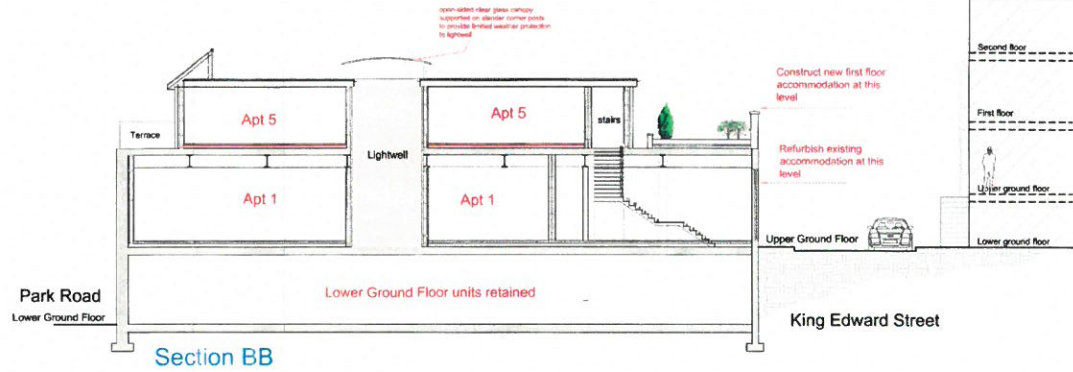 open-sided clear glass canopy
supported on slender corner posts
to provide limited weather protection
to lightwell
Second floor
Construct new first floor
accommodation at this
level
Apt 5
Apt 5
stairs
First floor
Terrace
Lightwell
Refurbish existing
accommodation at this
level
Apt 1
Apt 1
Upper ground floor
Upper Ground Floor
Lower ground floor
Park Road
Lower Ground Floor units retained
Lower Ground Floor
King Edward Street
Section BB